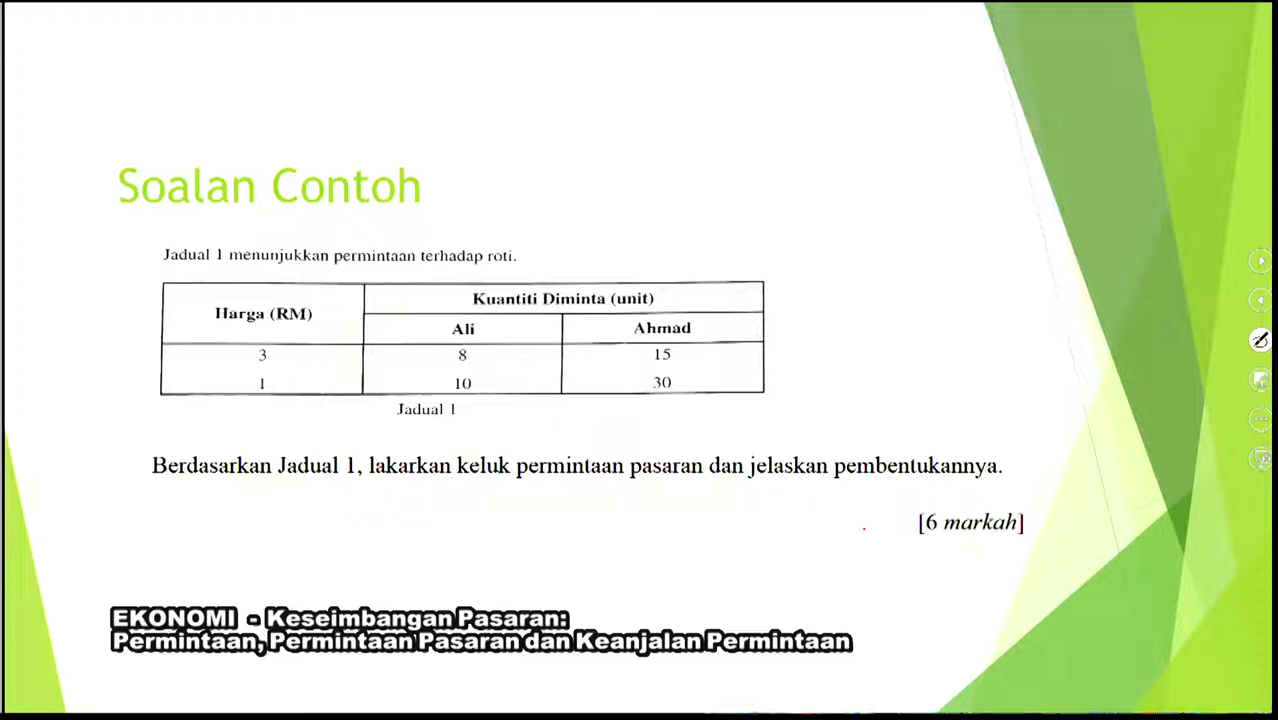 Soalan Contoh
Jadual 1 menunjukkan permintaan terhadap roti.
Harga (RM)
Kuantiti Diminta (unit)
Ali
Ahmad
3
8
15
1
10
30
Jadual 1
Berdasarkan Jadual 1, lakarkan keluk permintaan pasaran dan jelaskan pembentukannya.
[6 markah]
EKONOMI - Keseimbangan Pasaran:
Permintaan, Permintaan Pasaran dan Keanjalan Permintaan